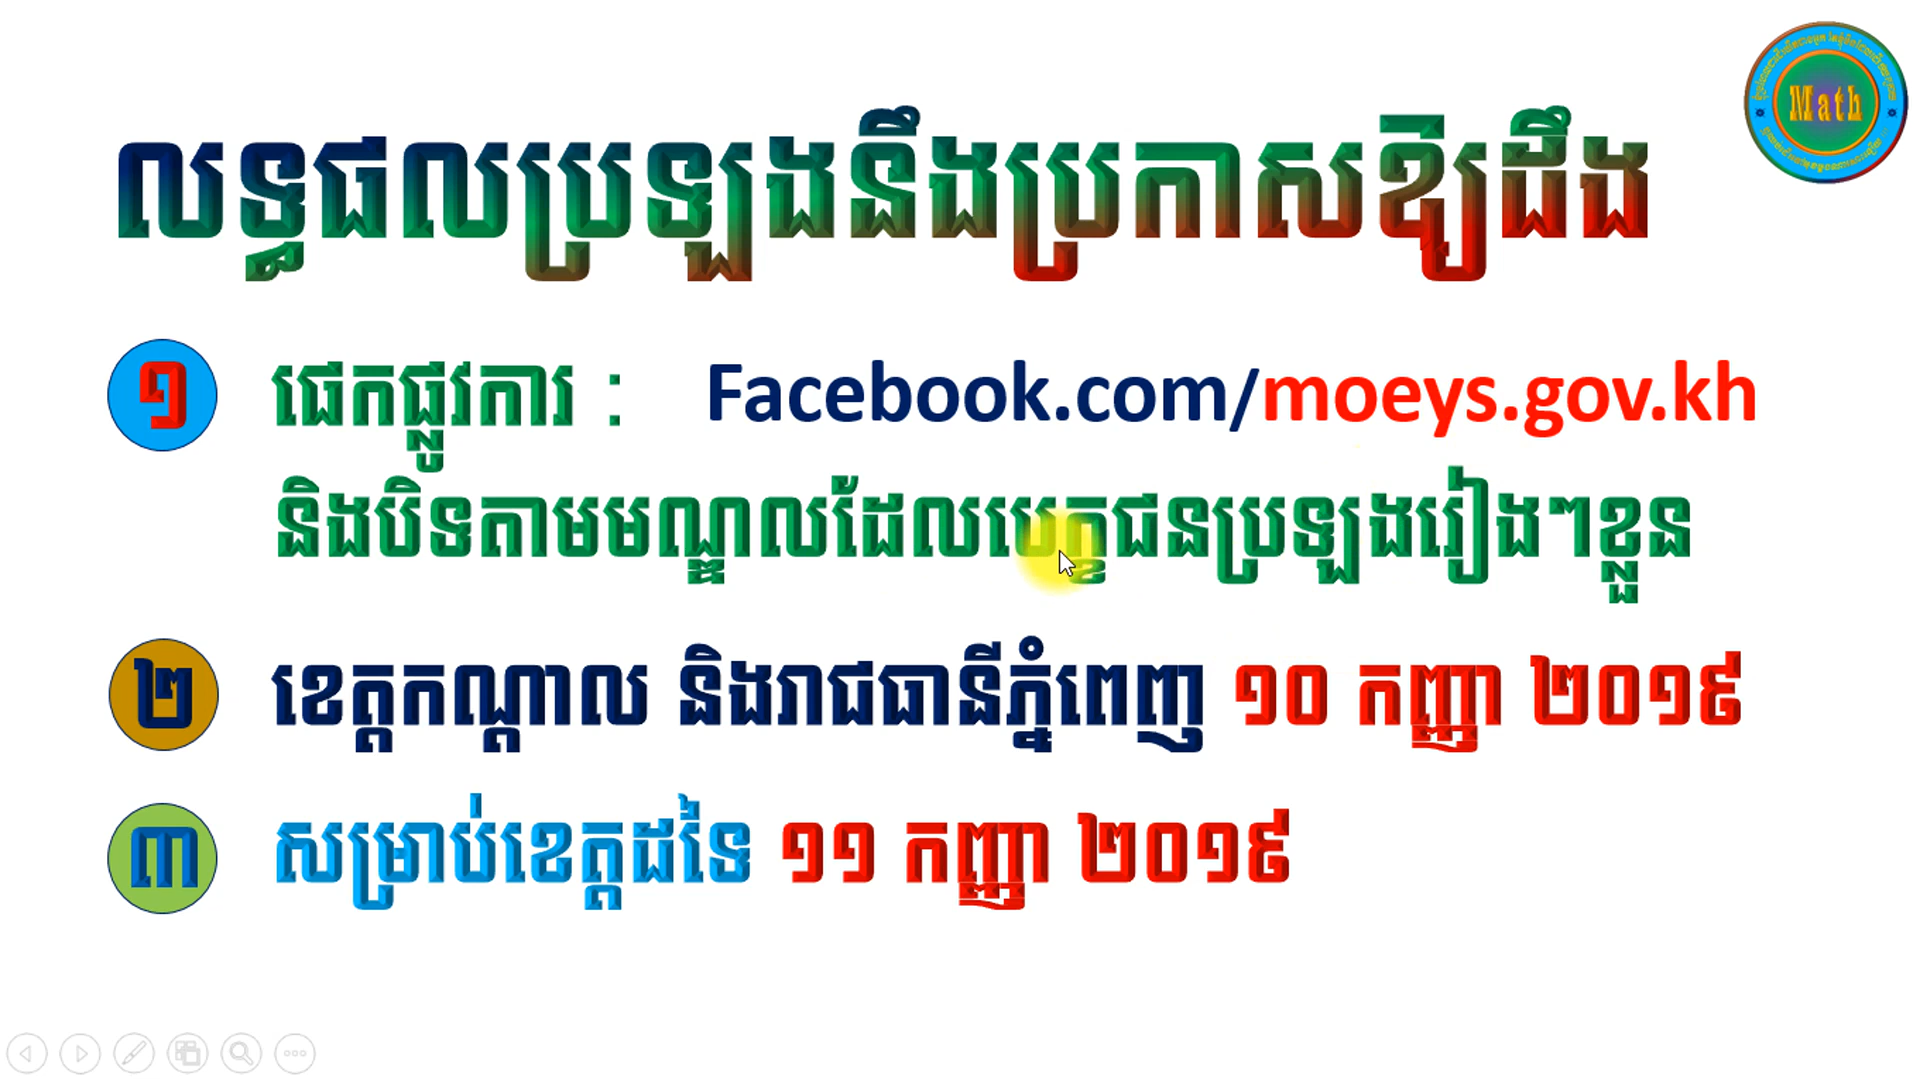 លទ្ធផលប្រឡងនឹងប្រកាសឱ្យដឹង
Math
១ ផេកផ្លូវការ : Facebook.com/moeys.gov.kh
និងបិទតាមមណ្ឌលដែលបេក្ខជនប្រឡងរៀងៗខ្លួន
២ ខេត្តកណ្ដាល និងរាជធានីភ្នំពេញ ១០ កញ្ញា ២០១៩
៣ សម្រាប់ខេត្តដទៃ ១១ កញ្ញា ២០១៩